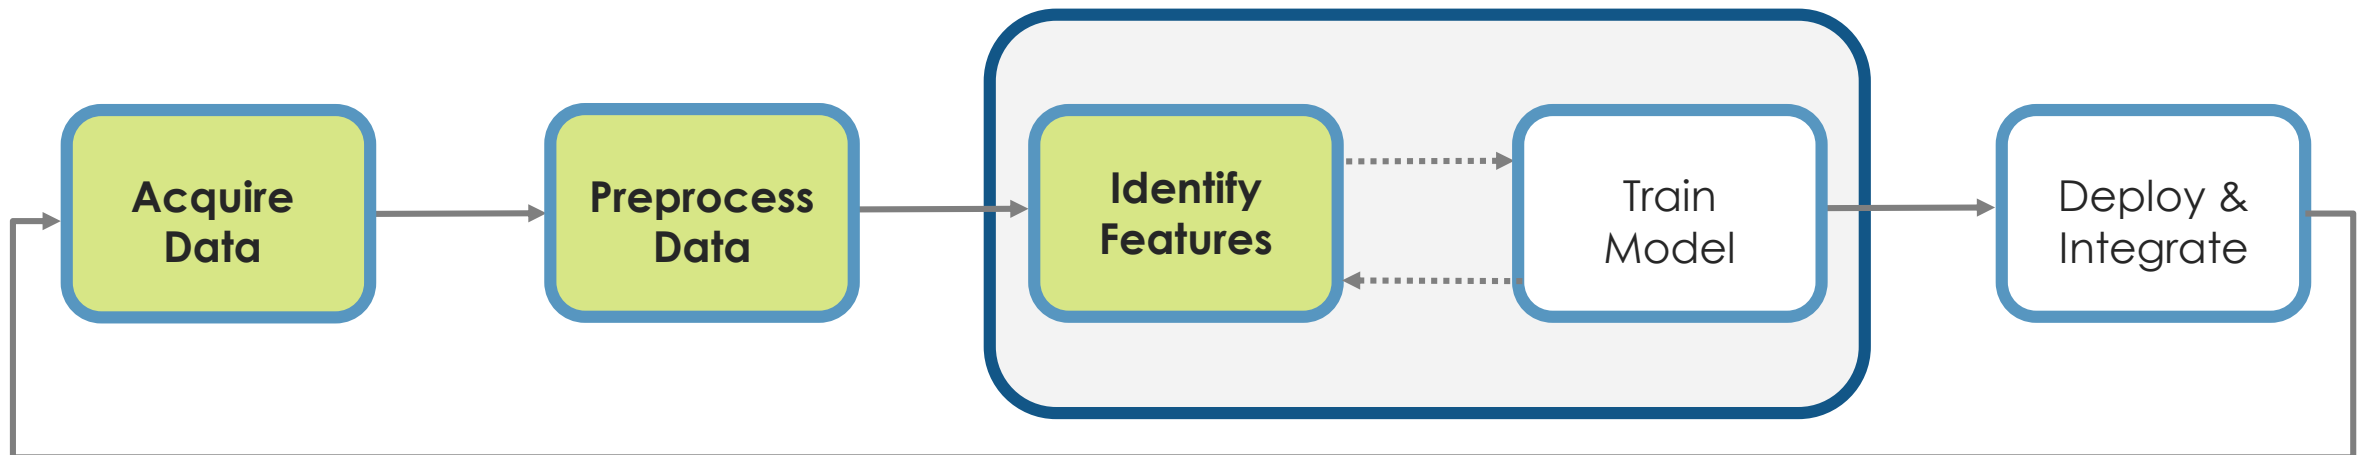 Acquire
Data
Preprocess
Data
Identify
Features
Train
Model
Deploy &
Integrate